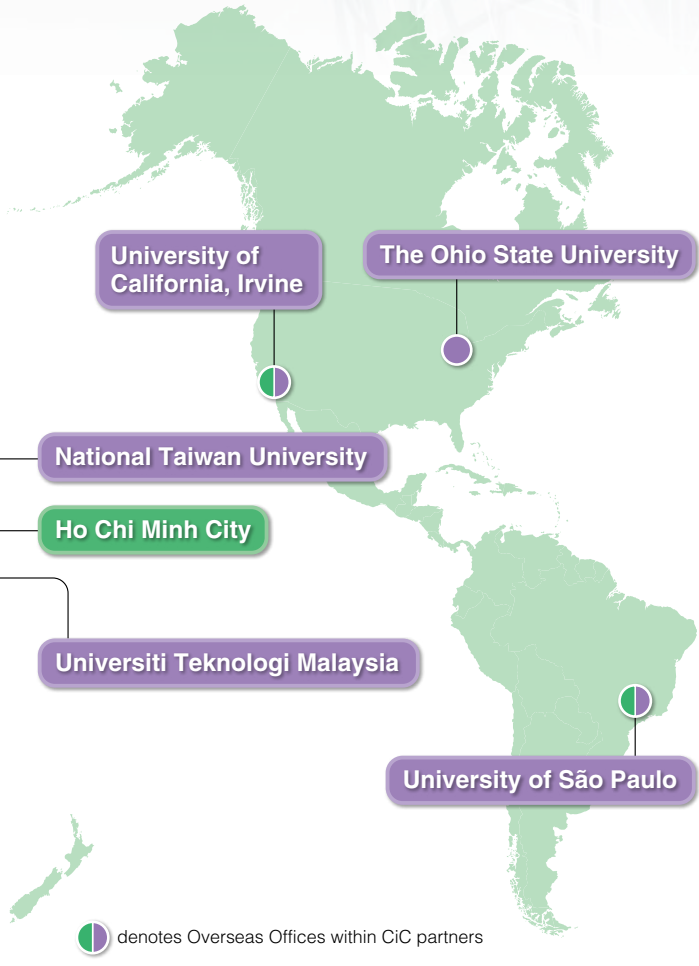 University of
California, Irvine
The Ohio State University
National Taiwan University
Ho Chi Minh City
Universiti Teknologi Malaysia
University of São Paulo
denotes Overseas Offices within CiC partners